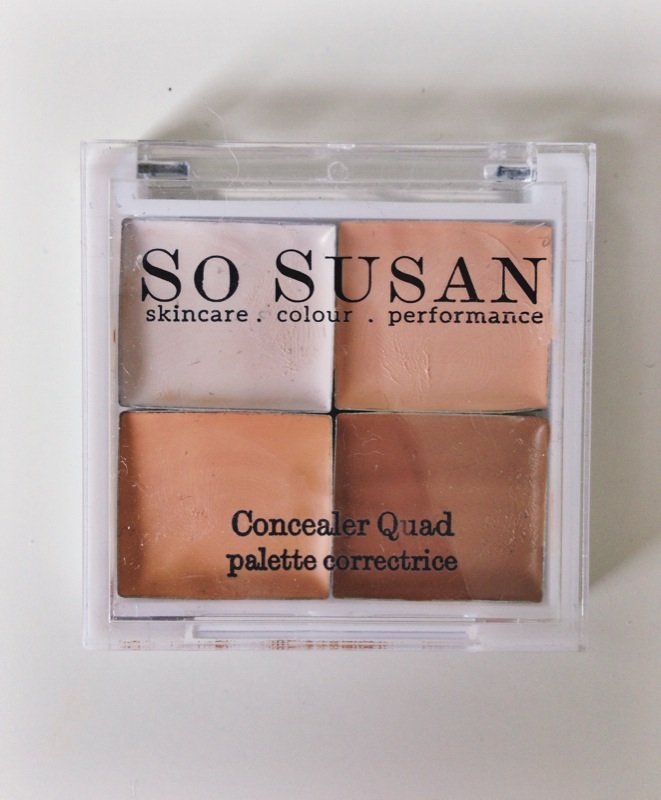 SO SUSAN
skincare . colour . performance
Concealer Quad
palette correctrice